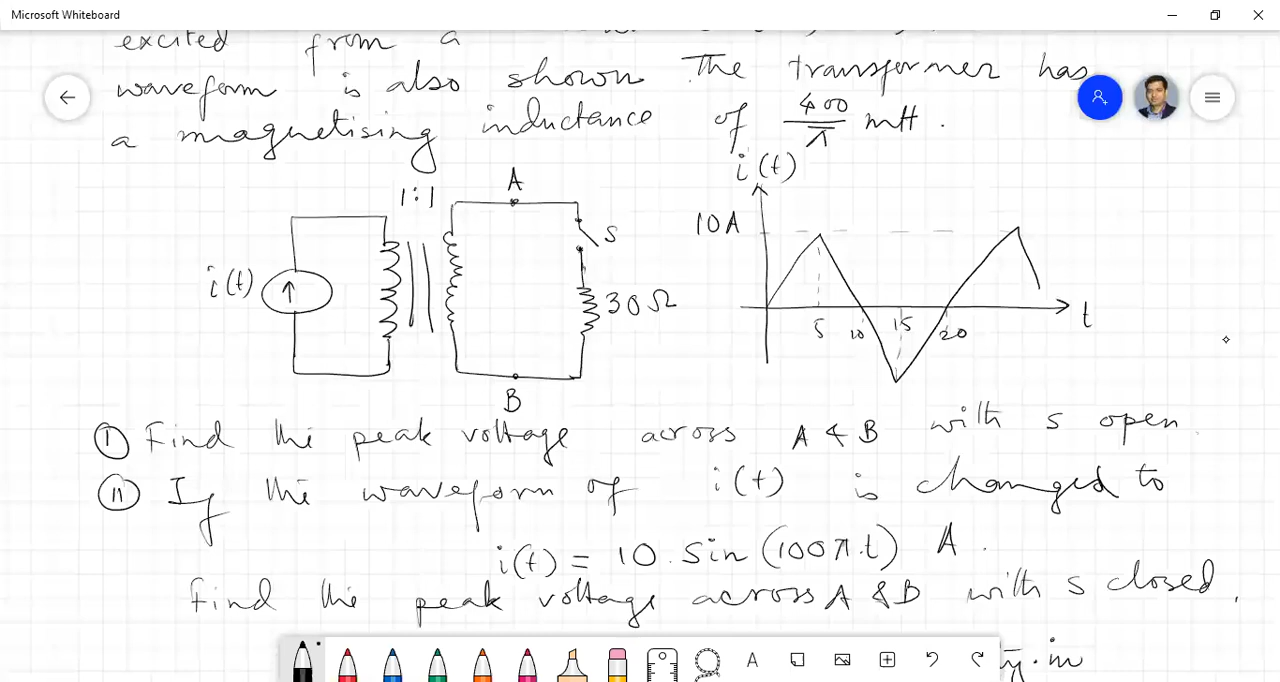 Microsoft Whiteboard
excited from a
waveform is also shown The transformer has
a magnetising inductance of 400/π mH.
1:1
A
S
i(t)
30 Ω
B
i(t)
10A
5 10 15 20
t
I Find the peak voltage across A & B with S open.
II If the waveform of i(t) is changed to
i(t) = 10. sin (100π.t) A.
Find the peak voltage across A & B with S closed.
A